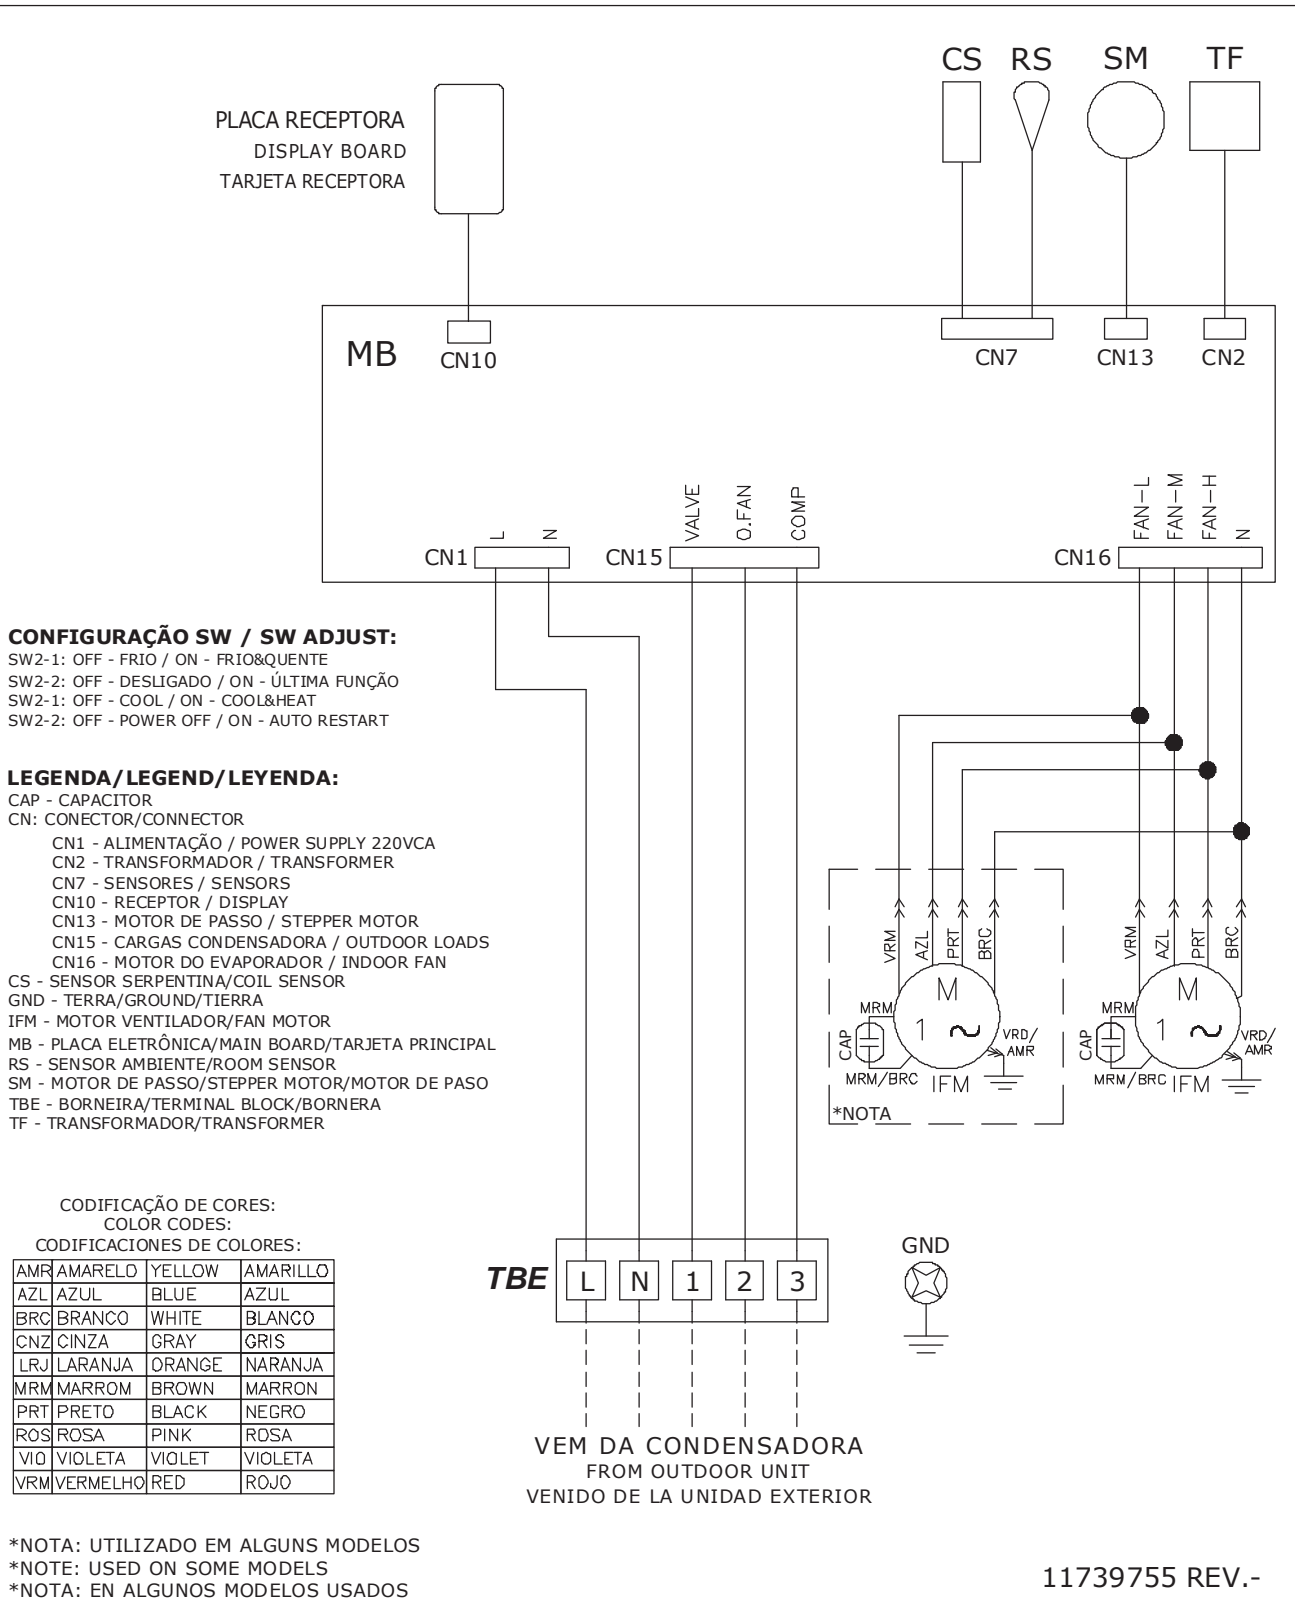 CS RS SM TF
PLACA RECEPTORA
DISPLAY BOARD
TARJETA RECEPTORA
MB
CN10
CN7
CN13
CN2
L
N
CN1
VALVE
O.FAN
COMP
CN15
FAN-L
FAN-M
FAN-H
N
CN16
CONFIGURAÇÃO SW / SW ADJUST:
SW2-1: OFF - FRIO / ON - FRIO&QUENTE
SW2-2: OFF - DESLIGADO / ON - ÚLTIMA FUNÇÃO
SW2-1: OFF - COOL / ON - COOL&HEAT
SW2-2: OFF - POWER OFF / ON - AUTO RESTART
LEGENDA/LEGEND/LEYENDA:
CAP - CAPACITOR
CN: CONECTOR/CONNECTOR
CN1 - ALIMENTAÇÃO / POWER SUPPLY 220VCA
CN2 - TRANSFORMADOR / TRANSFORMER
CN7 - SENSORES / SENSORS
CN10 - RECEPTOR / DISPLAY
CN13 - MOTOR DE PASSO / STEPPER MOTOR
CN15 - CARGAS CONDENSADORA / OUTDOOR LOADS
CN16 - MOTOR DO EVAPORADOR / INDOOR FAN
CS - SENSOR SERPENTINA/COIL SENSOR
GND - TERRA/GROUND/TIERRA
IFM - MOTOR VENTILADOR/FAN MOTOR
MB - PLACA ELETRÔNICA/MAIN BOARD/TARJETA PRINCIPAL
RS - SENSOR AMBIENTE/ROOM SENSOR
SM - MOTOR DE PASSO/STEPPER MOTOR/MOTOR DE PASO
TBE - BORNEIRA/TERMINAL BLOCK/BORNERA
TF - TRANSFORMADOR/TRANSFORMER
VRM
AZL
PRT
BRC
M
1 ~
MRM
CAP
MRM/BRC
IFM
VRD/
AMR
*NOTA
VRM
AZL
PRT
BRC
M
1 ~
MRM
CAP
MRM/BRC
IFM
VRD/
AMR
CODIFICAÇÃO DE CORES:
COLOR CODES:
CODIFICACIONES DE COLORES:
AMR AMARELO YELLOW AMARILLO
AZL AZUL BLUE AZUL
BRC BRANCO WHITE BLANCO
CNZ CINZA GRAY GRIS
LRJ LARANJA ORANGE NARANJA
MRM MARROM BROWN MARRON
PRT PRETO BLACK NEGRO
ROS ROSA PINK ROSA
VIO VIOLETA VIOLET VIOLETA
VRM VERMELHO RED ROJO
TBE L N 1 2 3
GND
VEM DA CONDENSADORA
FROM OUTDOOR UNIT
VENIDO DE LA UNIDAD EXTERIOR
*NOTA: UTILIZADO EM ALGUNS MODELOS
*NOTE: USED ON SOME MODELS
*NOTA: EN ALGUNOS MODELOS USADOS
11739755 REV.-